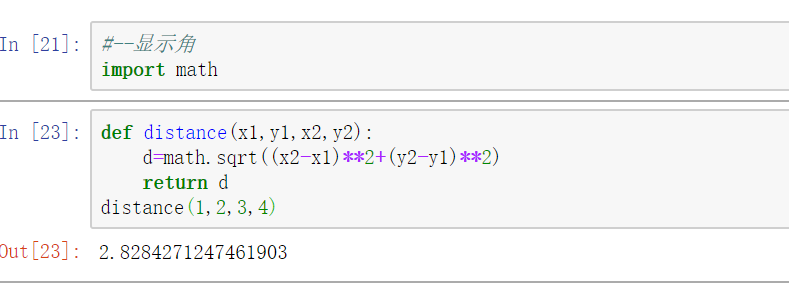 In [21]: #--显示角
import math
In [23]: def distance(x1,y1,x2,y2):
    d=math.sqrt((x2-x1)**2+(y2-y1)**2)
    return d
distance(1,2,3,4)
Out[23]: 2.8284271247461903